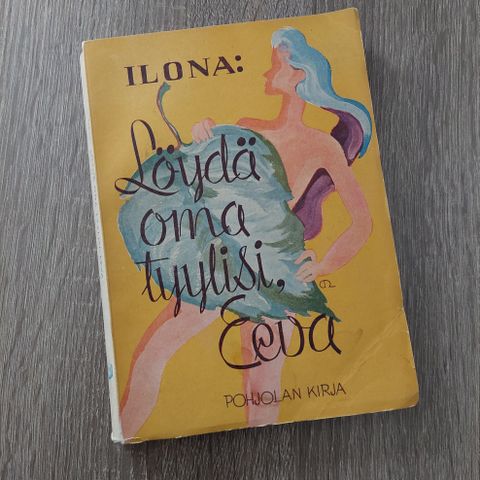 ILONA:
Löydä
oma
tyylisi,
Eeva
POHJOLAN KIRJA